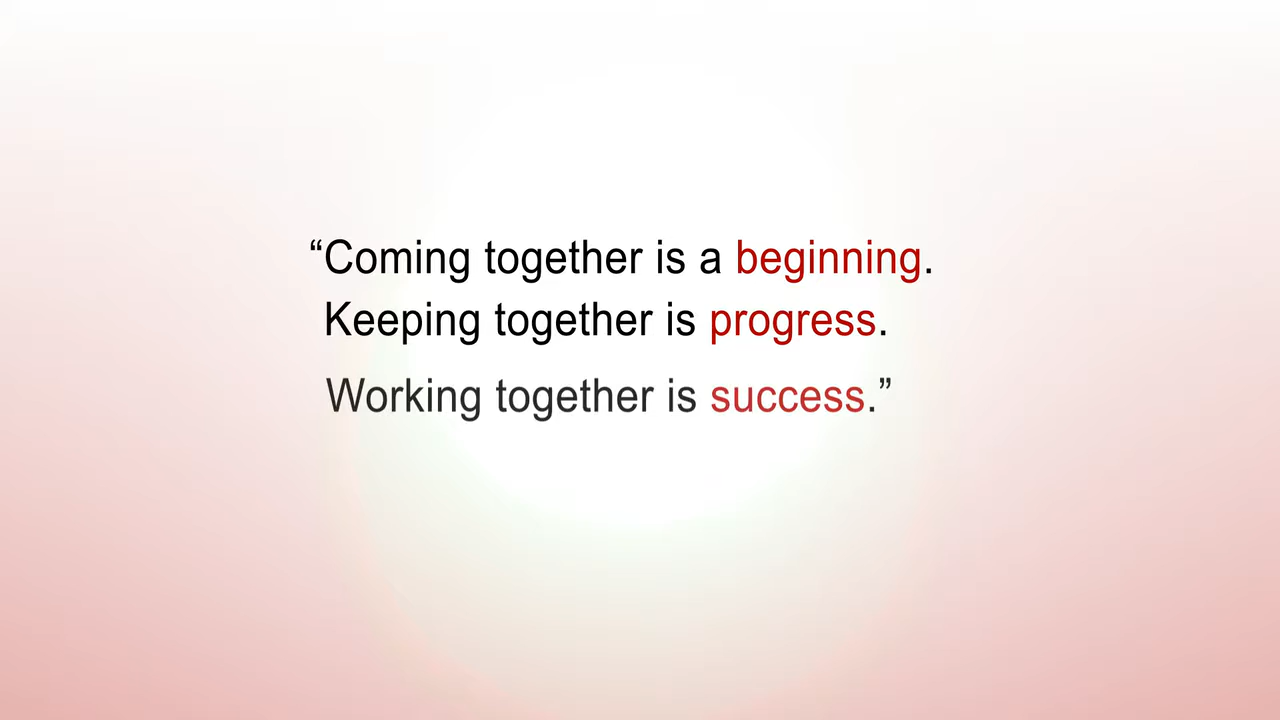 “Coming together is a beginning.
Keeping together is progress.
Working together is success.”